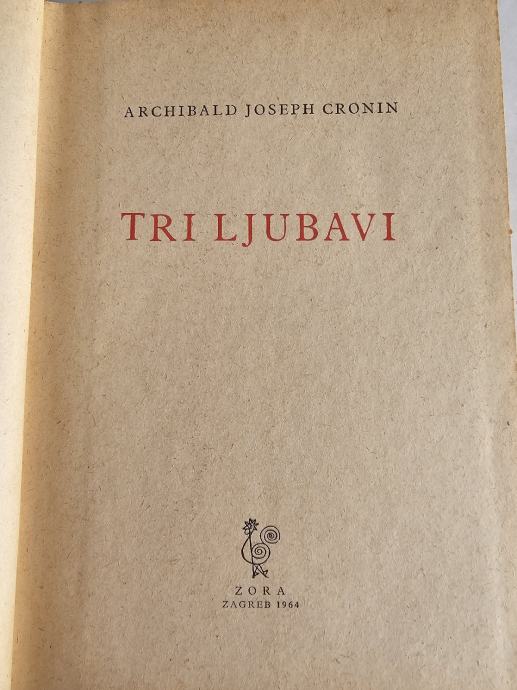 ARCHIBALD JOSEPH CRONIN
TRI LJUBAVI
ZORA
ZAGREB 1964